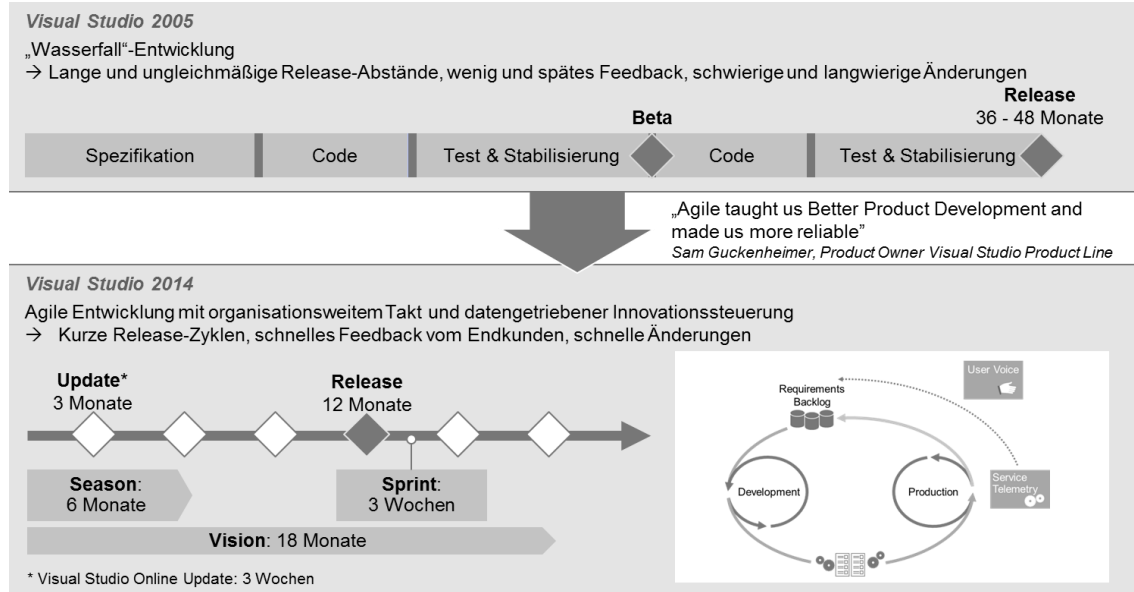 Visual Studio 2005
„Wasserfall“-Entwicklung
→ Lange und ungleichmäßige Release-Abstände, wenig und spätes Feedback, schwierige und langwierige Änderungen
Release
36 - 48 Monate
Beta
Spezifikation
Code
Test & Stabilisierung
Code
Test & Stabilisierung
„Agile taught us Better Product Development and
made us more reliable”
Sam Guckenheimer, Product Owner Visual Studio Product Line
Visual Studio 2014
Agile Entwicklung mit organisationsweitem Takt und datengetriebener Innovationssteuerung
→ Kurze Release-Zyklen, schnelles Feedback vom Endkunden, schnelle Änderungen
Update*
3 Monate
Release
12 Monate
Season:
6 Monate
Sprint:
3 Wochen
Vision: 18 Monate
* Visual Studio Online Update: 3 Wochen
User Voice
Requirements
Backlog
Development
Production
Service
Telemetry